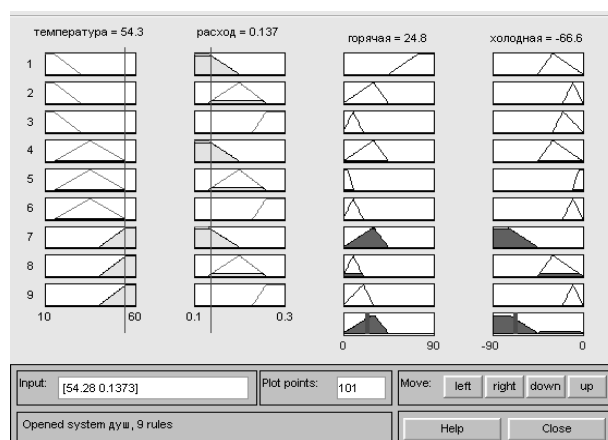 температура = 54.3
расход = 0.137
горячая = 24.8
холодная = -66.6
1
2
3
4
5
6
7
8
9
10
60
0.1
0.3
0
90
-90
0
Input:
[54.28 0.1373]
Plot points:
101
Move:
left
right
down
up
Opened system душ, 9 rules
Help
Close